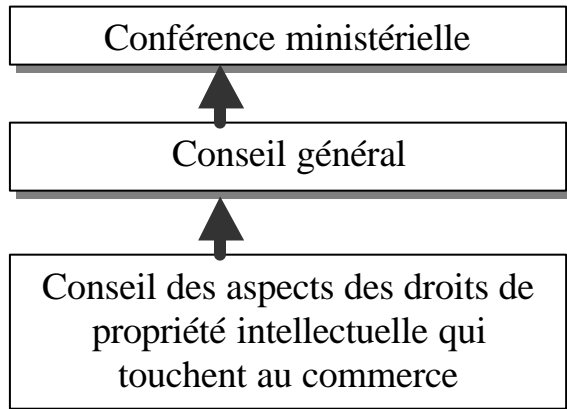 Conférence ministérielle
Conseil général
Conseil des aspects des droits de
propriété intellectuelle qui
touchent au commerce